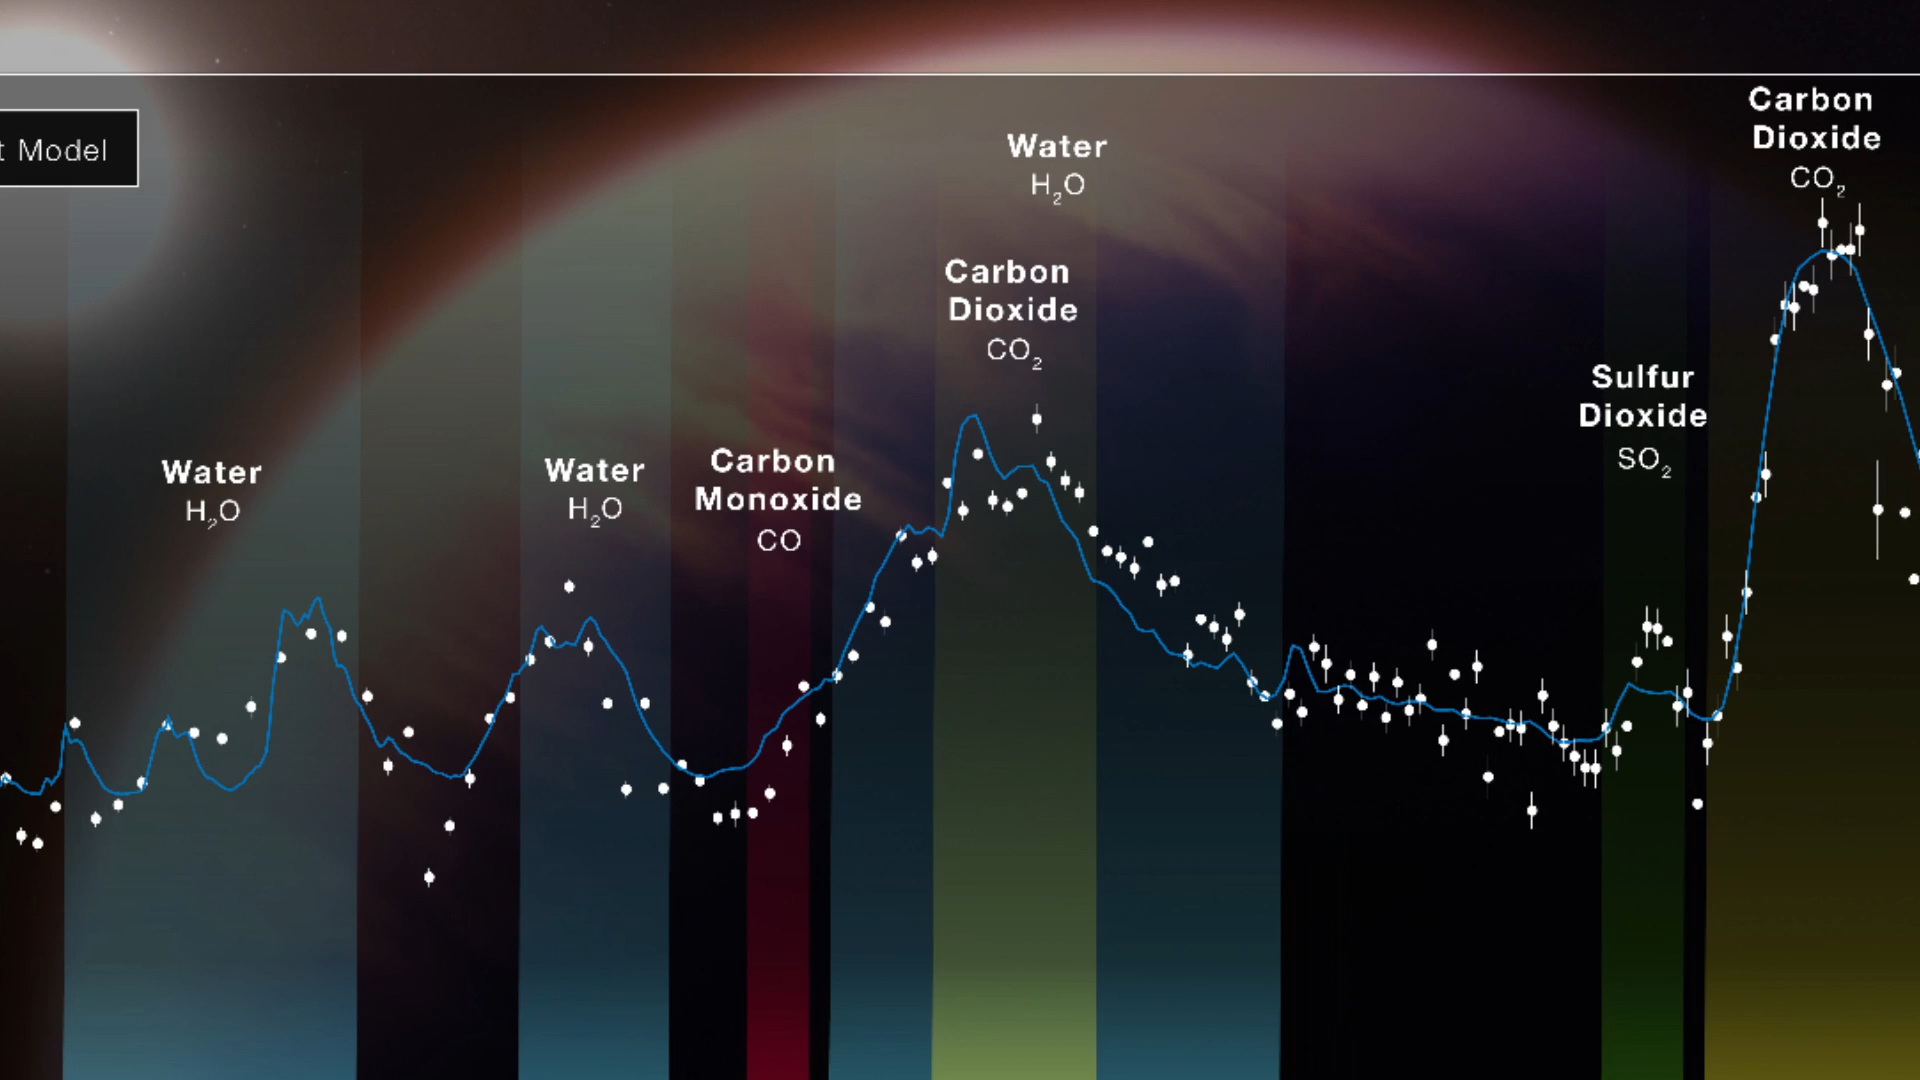 t Model
Water
H₂O
Water
H₂O
Carbon
Monoxide
CO
Water
H₂O
Carbon
Dioxide
CO₂
Sulfur
Dioxide
SO₂
Carbon
Dioxide
CO₂